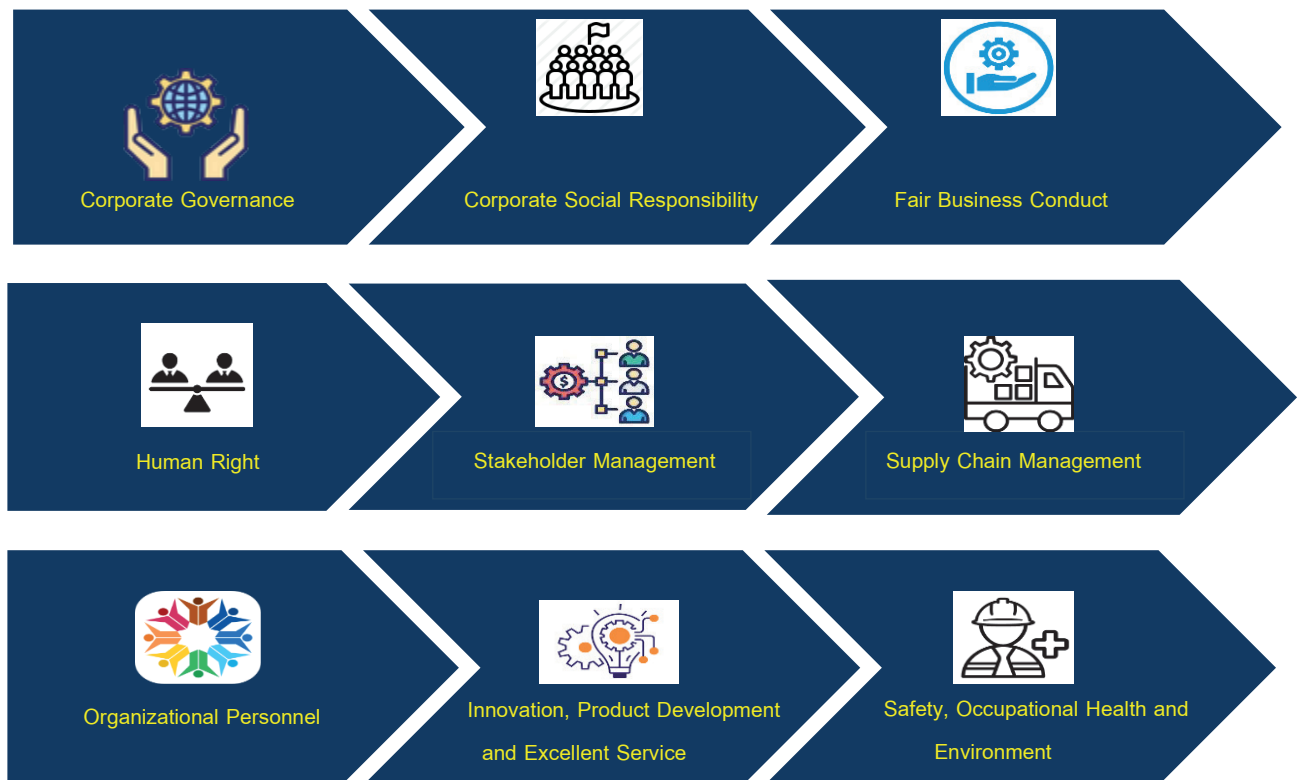 Corporate Governance
Corporate Social Responsibility
Fair Business Conduct
Human Right
Stakeholder Management
Supply Chain Management
Organizational Personnel
Innovation, Product Development
and Excellent Service
Safety, Occupational Health and
Environment